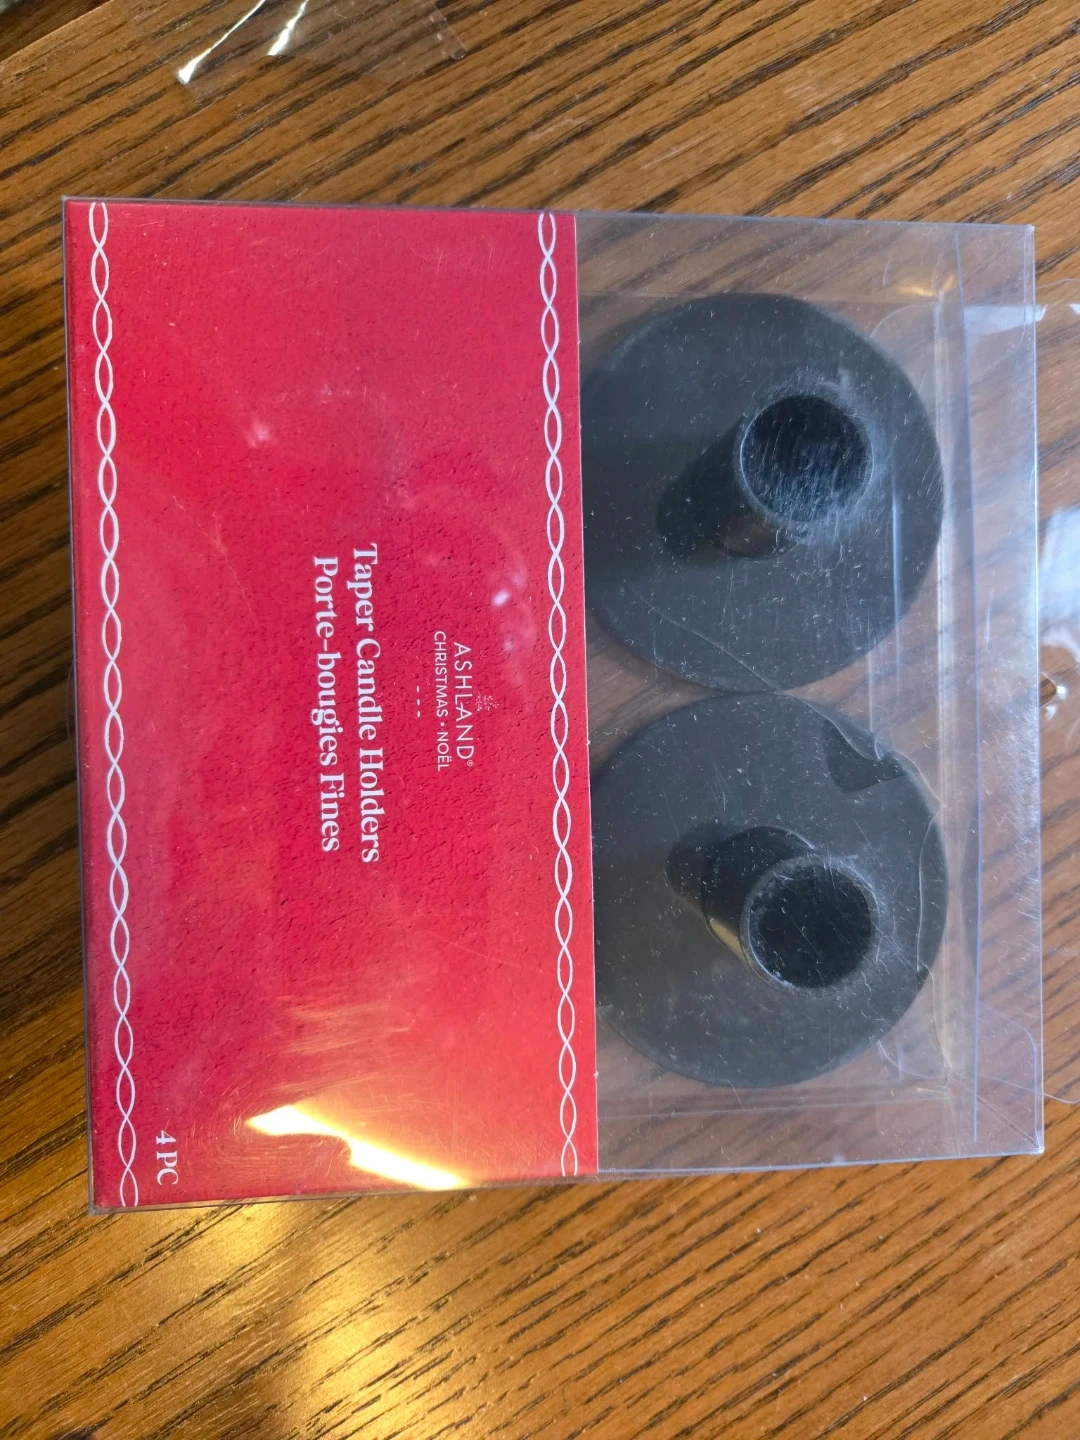 ASHLAND®
CHRISTMAS • NOËL
Taper Candle Holders
Porte-bougies Fines
4 PC